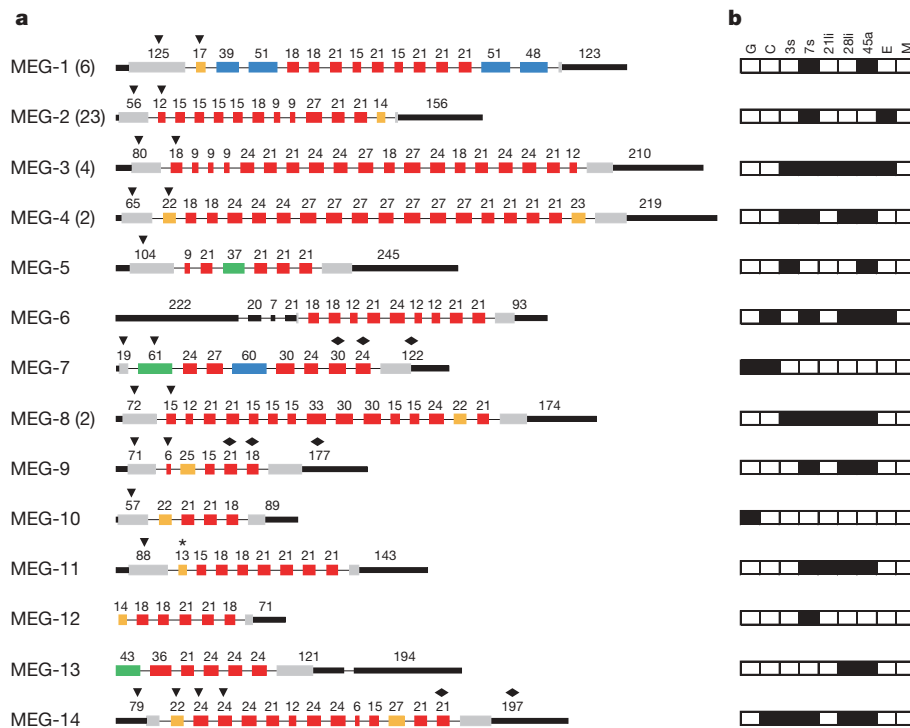 a
b
G C 3s 7s 21li 28li 45a E M
125 17 39 51 18 18 21 15 21 15 21 21 51 48 123
MEG-1 (6)
56 12 15 15 15 15 18 9 9 27 21 21 14 156
MEG-2 (23)
80 18 9 9 9 24 21 21 24 24 27 18 27 24 18 21 24 24 21 12 210
MEG-3 (4)
65 22 18 18 24 24 24 27 27 27 27 27 27 27 21 21 21 21 23 219
MEG-4 (2)
104 9 21 37 21 21 21 245
MEG-5
222 20 7 21 18 18 12 21 24 12 12 21 21 93
MEG-6
19 61 24 27 60 30 24 30 24 122
MEG-7
72 15 12 21 21 15 15 15 33 30 30 15 15 24 22 21 174
MEG-8 (2)
71 6 25 15 21 18 177
MEG-9
57 22 21 21 18 89
MEG-10
*
88 13 15 18 18 21 21 21 21 143
MEG-11
14 18 18 21 21 18 71
MEG-12
43 36 21 24 24 24 121 194
MEG-13
79 22 24 24 21 12 24 24 6 15 27 21 21 197
MEG-14